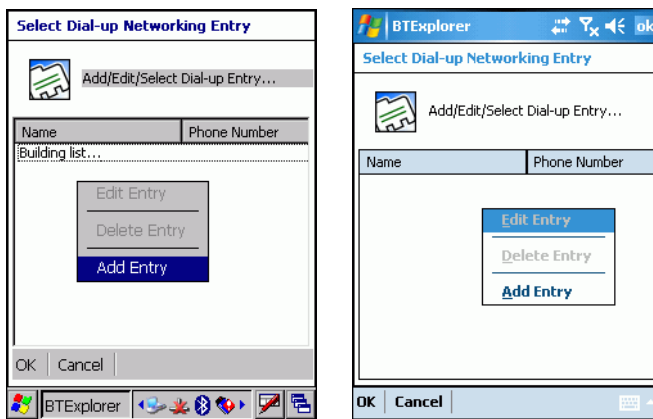 Select Dial-up Networking Entry
Add/Edit/Select Dial-up Entry...
Name Phone Number
Building list...
Edit Entry
Delete Entry
Add Entry
OK Cancel
BTExplorer
BTExplorer ok
Select Dial-up Networking Entry
Add/Edit/Select Dial-up Entry...
Name Phone Number
Edit Entry
Delete Entry
Add Entry
OK Cancel